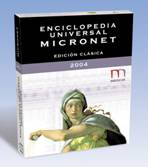 ENCICLOPEDIA
UNIVERSAL
MICRONET
EDICIÓN CLÁSICA
2004
m